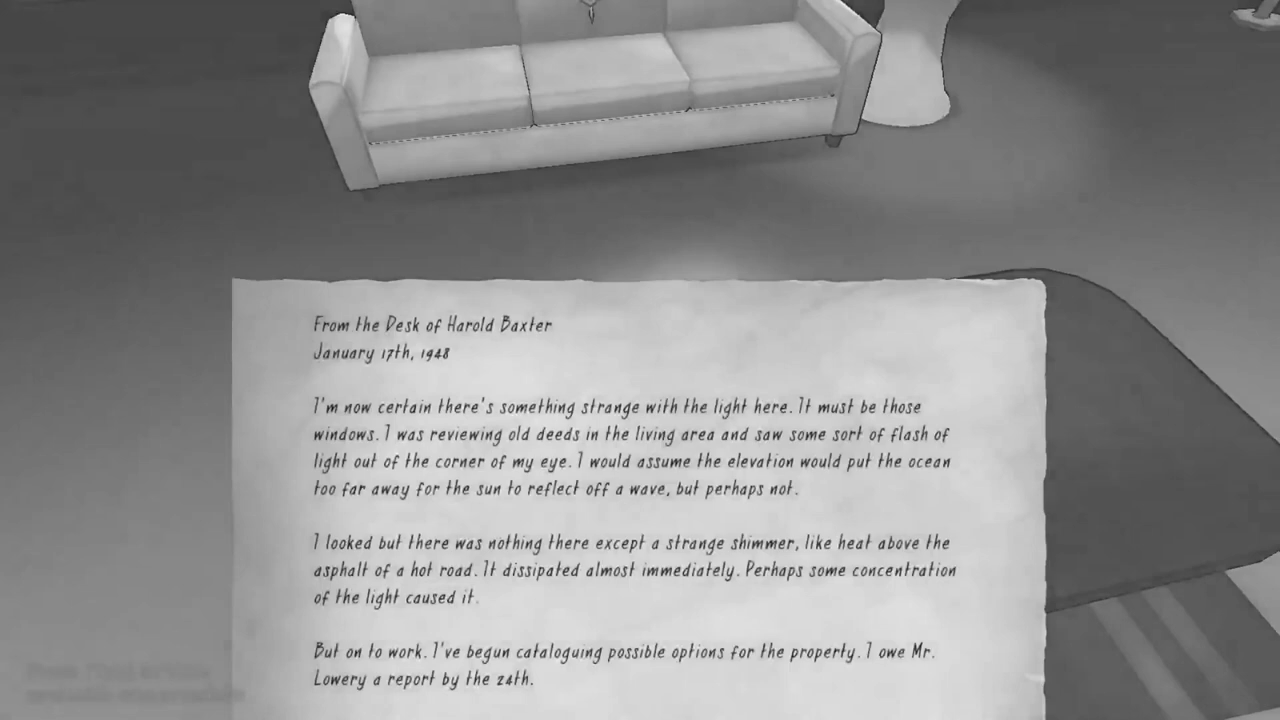 From the Desk of Harold Baxter
January 17th, 1948
I'm now certain there's something strange with the light here. It must be those
windows. I was reviewing old deeds in the living area and saw some sort of flash of
light out of the corner of my eye. I would assume the elevation would put the ocean
too far away for the sun to reflect off a wave, but perhaps not.
I looked but there was nothing there except a strange shimmer, like heat above the
asphalt of a hot road. It dissipated almost immediately. Perhaps some concentration
of the light caused it.
But on to work. I've begun cataloguing possible options for the property. I owe Mr.
Lowery a report by the 24th.